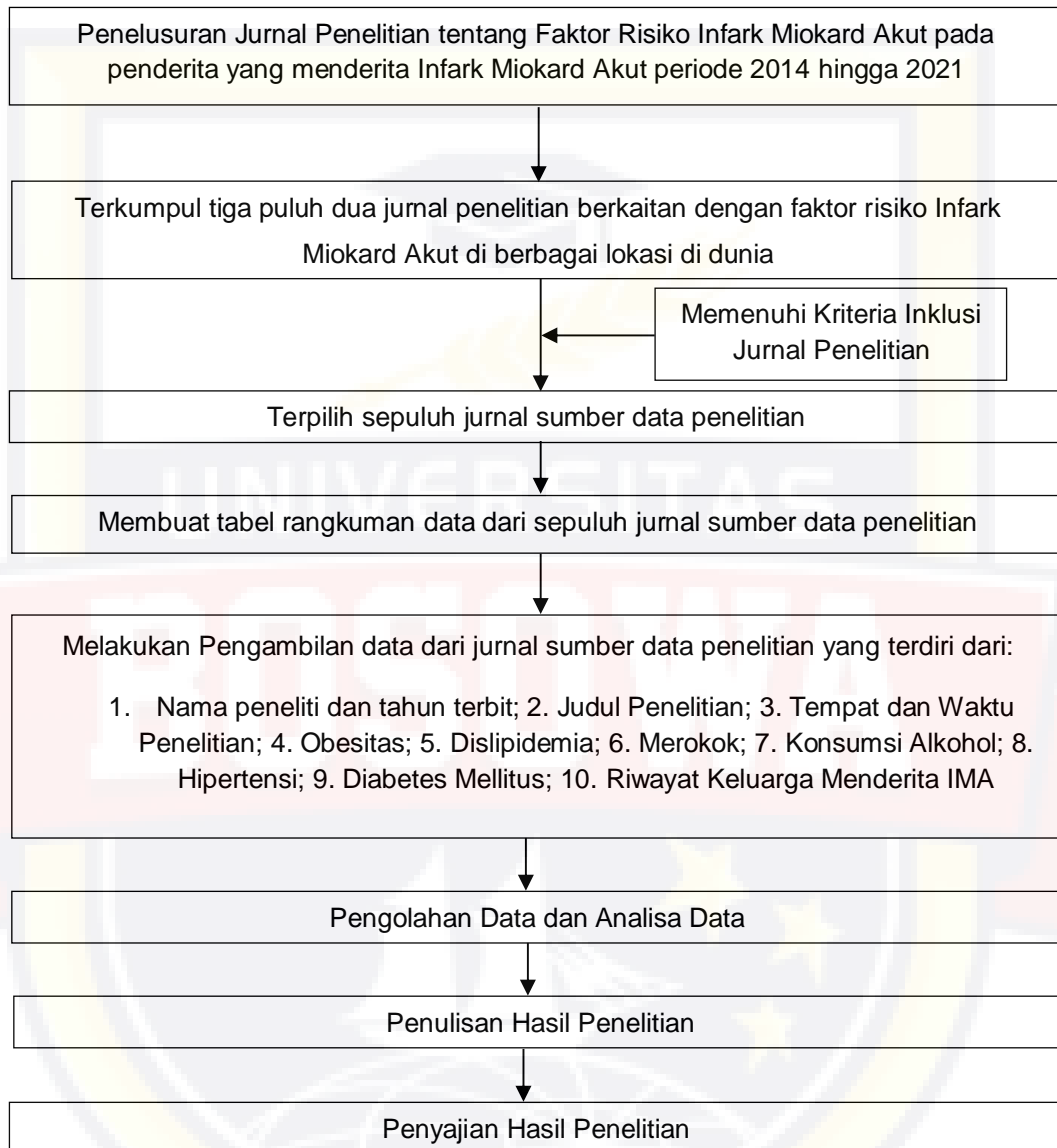 Penelusuran Jurnal Penelitian tentang Faktor Risiko Infark Miokard Akut pada
penderita yang menderita Infark Miokard Akut periode 2014 hingga 2021
Terkumpul tiga puluh dua jurnal penelitian berkaitan dengan faktor risiko Infark
Miokard Akut di berbagai lokasi di dunia
Memenuhi Kriteria Inklusi
Jurnal Penelitian
Terpilih sepuluh jurnal sumber data penelitian
UNIVERSITAS
Membuat tabel rangkuman data dari sepuluh jurnal sumber data penelitian
BOSOWA
Melakukan Pengambilan data dari jurnal sumber data penelitian yang terdiri dari:
1. Nama peneliti dan tahun terbit; 2. Judul Penelitian; 3. Tempat dan Waktu
Penelitian; 4. Obesitas; 5. Dislipidemia; 6. Merokok; 7. Konsumsi Alkohol; 8.
Hipertensi; 9. Diabetes Mellitus; 10. Riwayat Keluarga Menderita IMA
Pengolahan Data dan Analisa Data
Penulisan Hasil Penelitian
Penyajian Hasil Penelitian